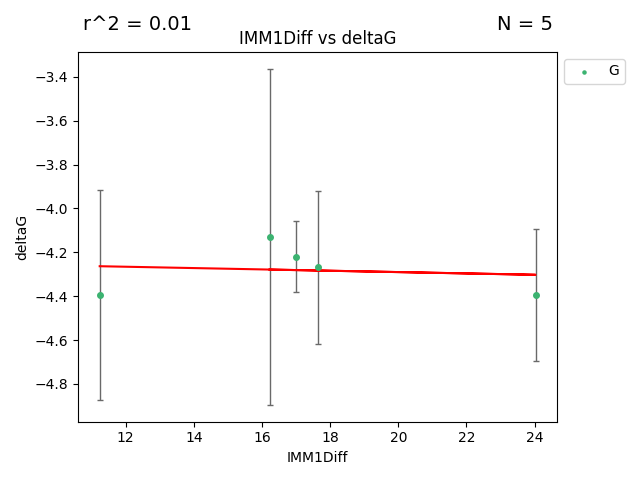 r^2 = 0.01
N = 5
IMM1Diff vs deltaG
G
−3.4
−3.6
−3.8
−4.0
−4.2
−4.4
−4.6
−4.8
deltaG
12
14
16
18
20
22
24
IMM1Diff